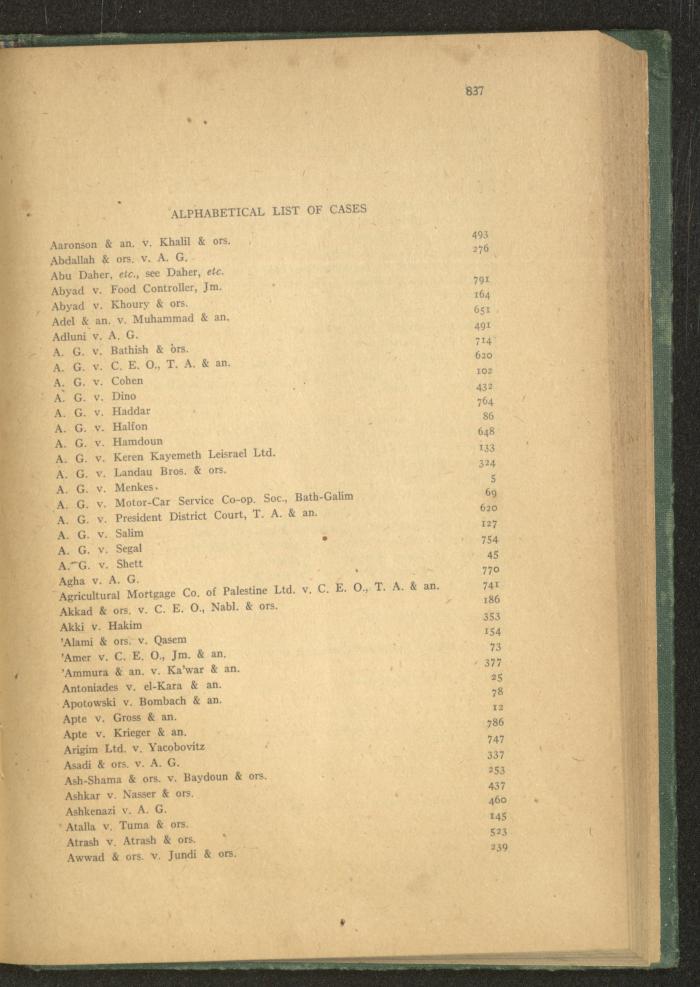 837
ALPHABETICAL LIST OF CASES
Aaronson & an. v. Khalil & ors. 493
Abdallah & ors. v. A. G. 276
Abu Daher, etc., see Daher, etc.
Abyad v. Food Controller, Jm. 791
Abyad v. Khoury & ors. 164
Adel & an. v. Muhammad & an. 651
Adluni v. A. G. 491
A. G. v. Bathish & ors. 714
A. G. v. C. E. O., T. A. & an. 620
A. G. v. Cohen 102
A. G. v. Dino 432
A. G. v. Haddar 764
A. G. v. Halfon 86
A. G. v. Hamdoun 648
A. G. v. Keren Kayemeth Leisrael Ltd. 133
A. G. v. Landau Bros. & ors. 324
A. G. v. Menkes. 5
A. G. v. Motor-Car Service Co-op. Soc., Bath-Galim 69
A. G. v. President District Court, T. A. & an. 620
A. G. v. Salim 127
A. G. v. Segal 754
A. G. v. Shett 45
Agha v. A. G. 770
Agricultural Mortgage Co. of Palestine Ltd. v. C. E. O., T. A. & an. 741
Akkad & ors. v. C. E. O., Nabl. & ors. 186
Akki v. Hakim 353
'Alami & ors. v. Qasem 154
'Amer v. C. E. O., Jm. & an. 73
'Ammura & an. v. Ka'war & an. 377
Antoniades v. el-Kara & an. 25
Apotowski v. Bombach & an. 78
Apte v. Gross & an. 12
Apte v. Krieger & an. 786
Arigim Ltd. v. Yacobovitz 747
Asadi & ors. v. A. G. 337
Ash-Shama & ors. v. Baydoun & ors. 253
Ashkar v. Nasser & ors. 437
Ashkenazi v. A. G. 460
Atalla v. Tuma & ors. 145
Atrash v. Atrash & ors. 523
Awwad & ors. v. Jundi & ors. 239